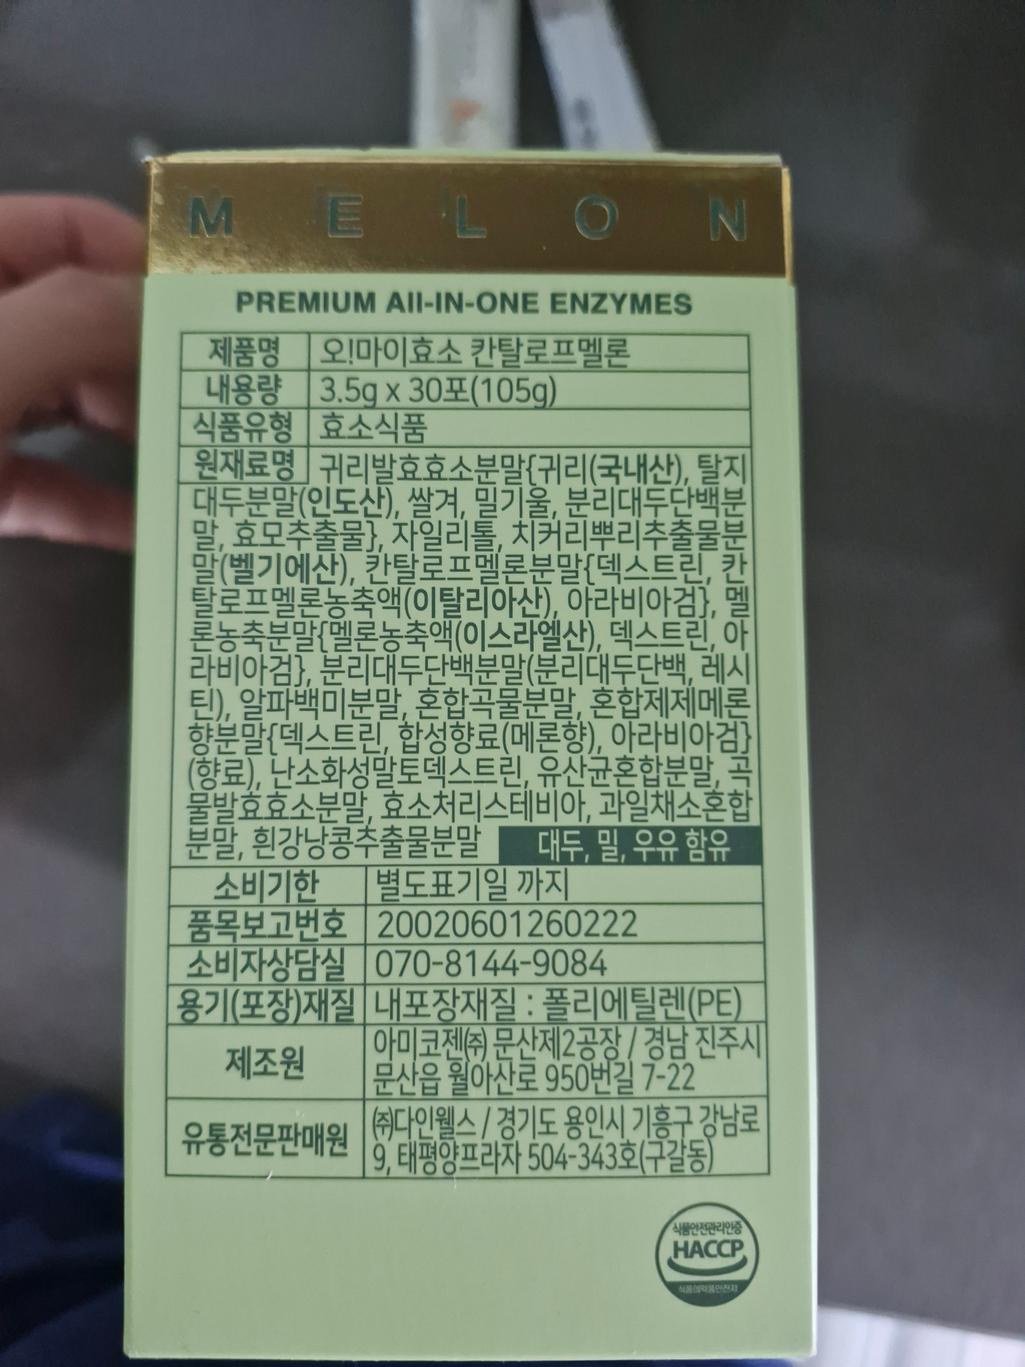 MELON
PREMIUM All-IN-ONE ENZYMES
제품명 오!마이효소 칸탈로프멜론
내용량 3.5g x 30포(105g)
식품유형 효소식품
원재료명 귀리발효효소분말{귀리(국내산), 탈지
대두분말(인도산), 쌀겨, 밀기울, 분리대두단백분
말, 효모추출물}, 자일리톨, 치커리뿌리추출물분
말(벨기에산), 칸탈로프멜론분말{덱스트린, 칸
탈로프멜론농축액(이탈리아산), 아라비아검}, 멜
론농축분말{멜론농축액(이스라엘산), 덱스트린, 아
라비아검}, 분리대두단백분말(분리대두단백, 레시
틴), 알파백미분말, 혼합곡물분말, 혼합제제메론
향분말{덱스트린, 합성향료(메론향), 아라비아검}
(향료), 난소화성말토덱스트린, 유산균혼합분말, 곡
물발효효소분말, 효소처리스테비아, 과일채소혼합
분말, 흰강낭콩추출물분말 대두, 밀, 우유 함유
소비기한 별도표기일 까지
품목보고번호 20020601260222
소비자상담실 070-8144-9084
용기(포장)재질 내포장재질 : 폴리에틸렌(PE)
제조원 아미코젠㈜ 문산제2공장 / 경남 진주시
문산읍 월아산로 950번길 7-22
유통전문판매원 ㈜다인웰스 / 경기도 용인시 기흥구 강남로
9, 태평양프라자 504-343호(구갈동)
식품안전관리인증
HACCP
식품의약품안전처